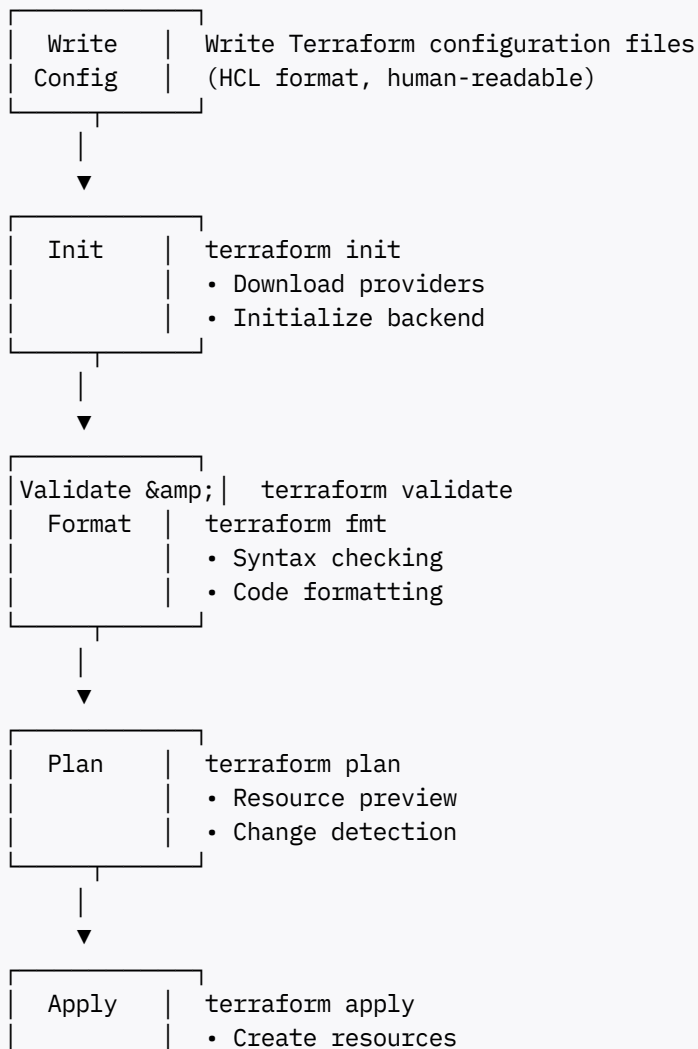 Write Write Terraform configuration files
Config (HCL format, human-readable)
Init terraform init
• Download providers
• Initialize backend
Validate &amp; terraform validate
Format terraform fmt
• Syntax checking
• Code formatting
Plan terraform plan
• Resource preview
• Change detection
Apply terraform apply
• Create resources